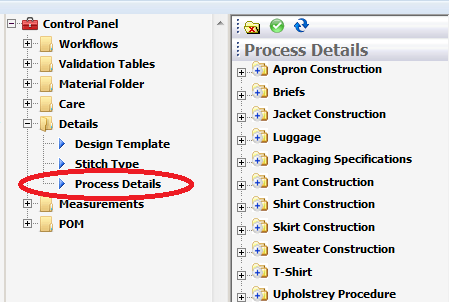 Control Panel
Workflows
Validation Tables
Material Folder
Care
Details
Design Template
Stitch Type
Process Details
Measurements
POM
Process Details
Apron Construction
Briefs
Jacket Construction
Luggage
Packaging Specifications
Pant Construction
Shirt Construction
Skirt Construction
Sweater Construction
T-Shirt
Upholstrey Procedure